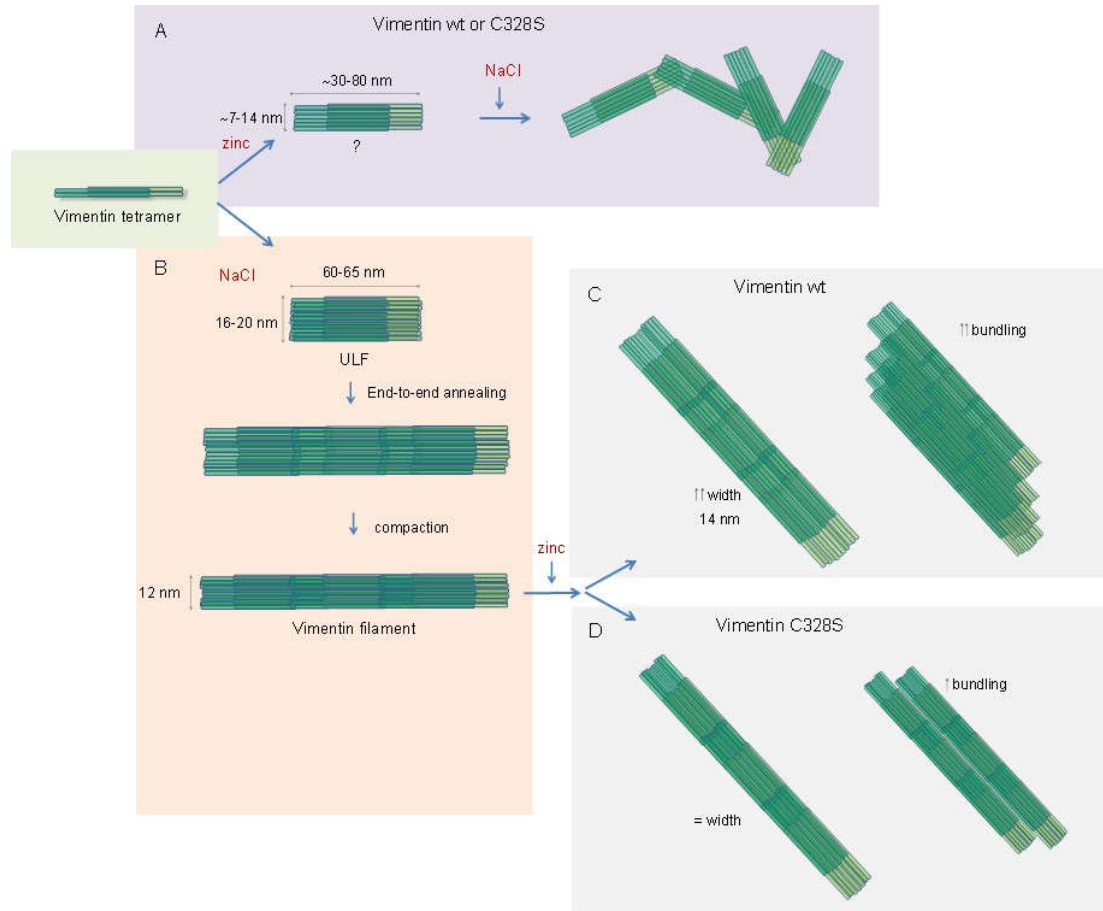 A
Vimentin wt or C328S
~30-80 nm
NaCl
~7-14 nm
zinc
?
Vimentin tetramer
B
NaCl
60-65 nm
16-20 nm
ULF
End-to-end annealing
compaction
12 nm
Vimentin filament
zinc
C
Vimentin wt
↑↑ bundling
↑↑ width
14 nm
D
Vimentin C328S
↑ bundling
= width